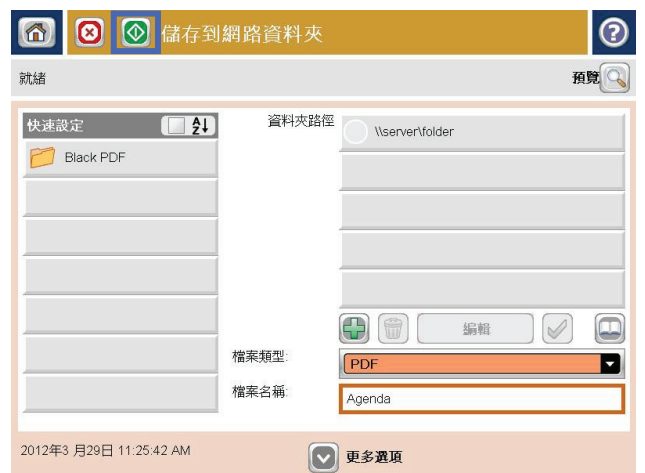 儲存到網路資料夾
就緒
預覽
快速設定
資料夾路徑
\\server\folder
Black PDF
編輯
檔案類型:
PDF
檔案名稱:
Agenda
2012年3 月29日 11:25:42 AM
更多選項